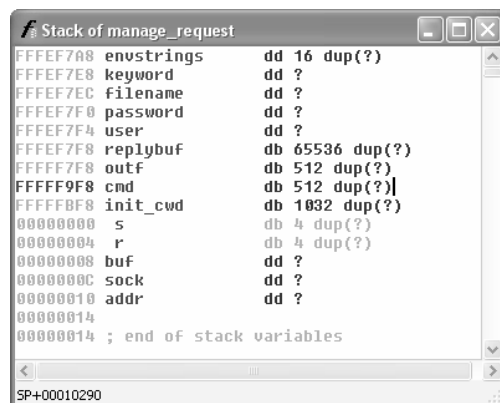 Stack of manage_request
FFFEF7A8 envstrings dd 16 dup(?)
FFFEF7E8 keyword dd ?
FFFEF7EC filename dd ?
FFFEF7F0 password dd ?
FFFEF7F4 user dd ?
FFFEF7F8 replybuf db 65536 dup(?)
FFFFF7F8 outf db 512 dup(?)
FFFFF9F8 cmd db 512 dup(?)
FFFFFBF8 init_cwd db 1032 dup(?)
00000000 s db 4 dup(?)
00000004 r db 4 dup(?)
00000008 buf dd ?
0000000C sock dd ?
00000010 addr dd ?
00000014
00000014 ; end of stack variables
SP+00010290